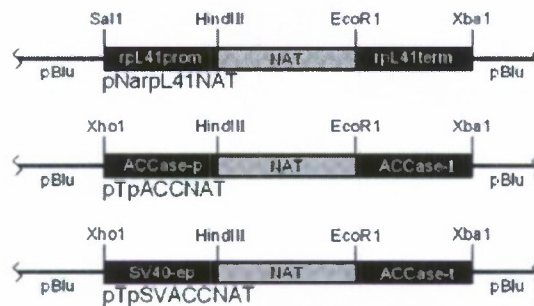 Sal1 HindIII EcoR1 Xba1
rpL41prom NAT rpL41term
pBlu pBlu
pNarpL41NAT
Xho1 HindIII EcoR1 Xba1
ACCase-p NAT ACCase-t
pBlu pBlu
pTpACCNAT
Xho1 HindIII EcoR1 Xba1
SV40-ep NAT ACCase-t
pBlu pBlu
pTpSVACCNAT